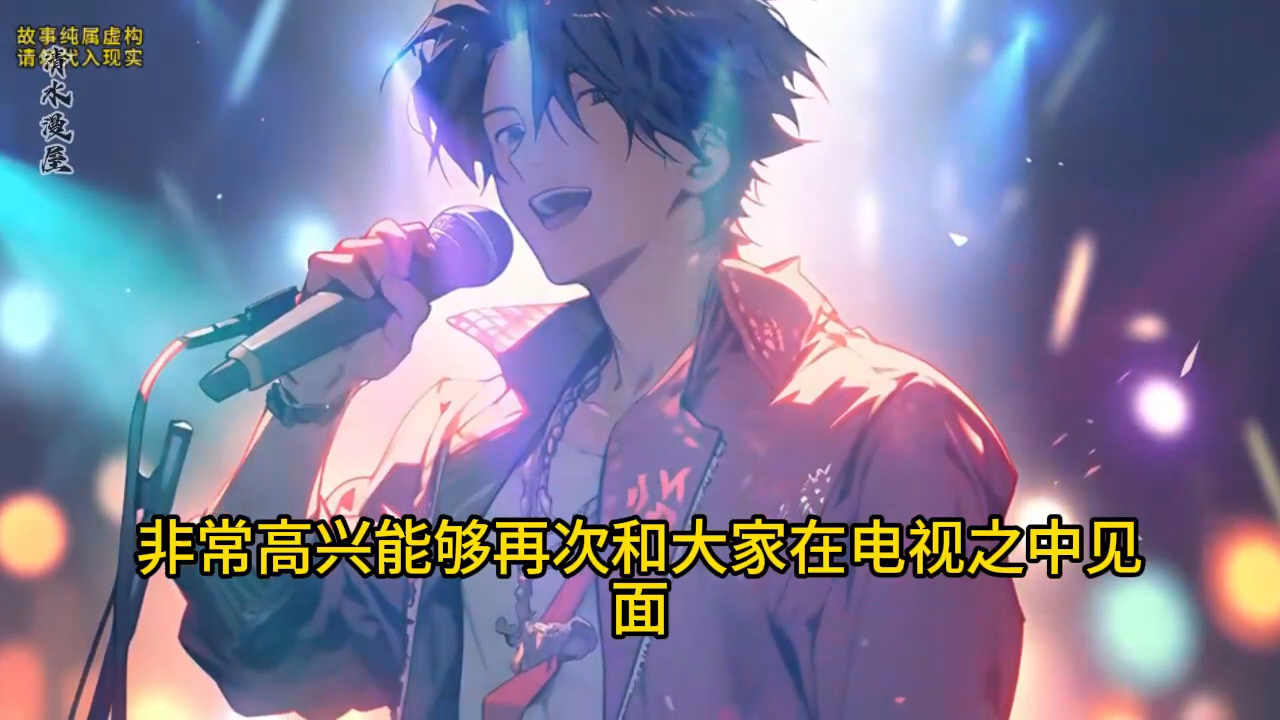 故事纯属虚构
请勿代入现实
清水漫屋
非常高兴能够再次和大家在电视之中见
面